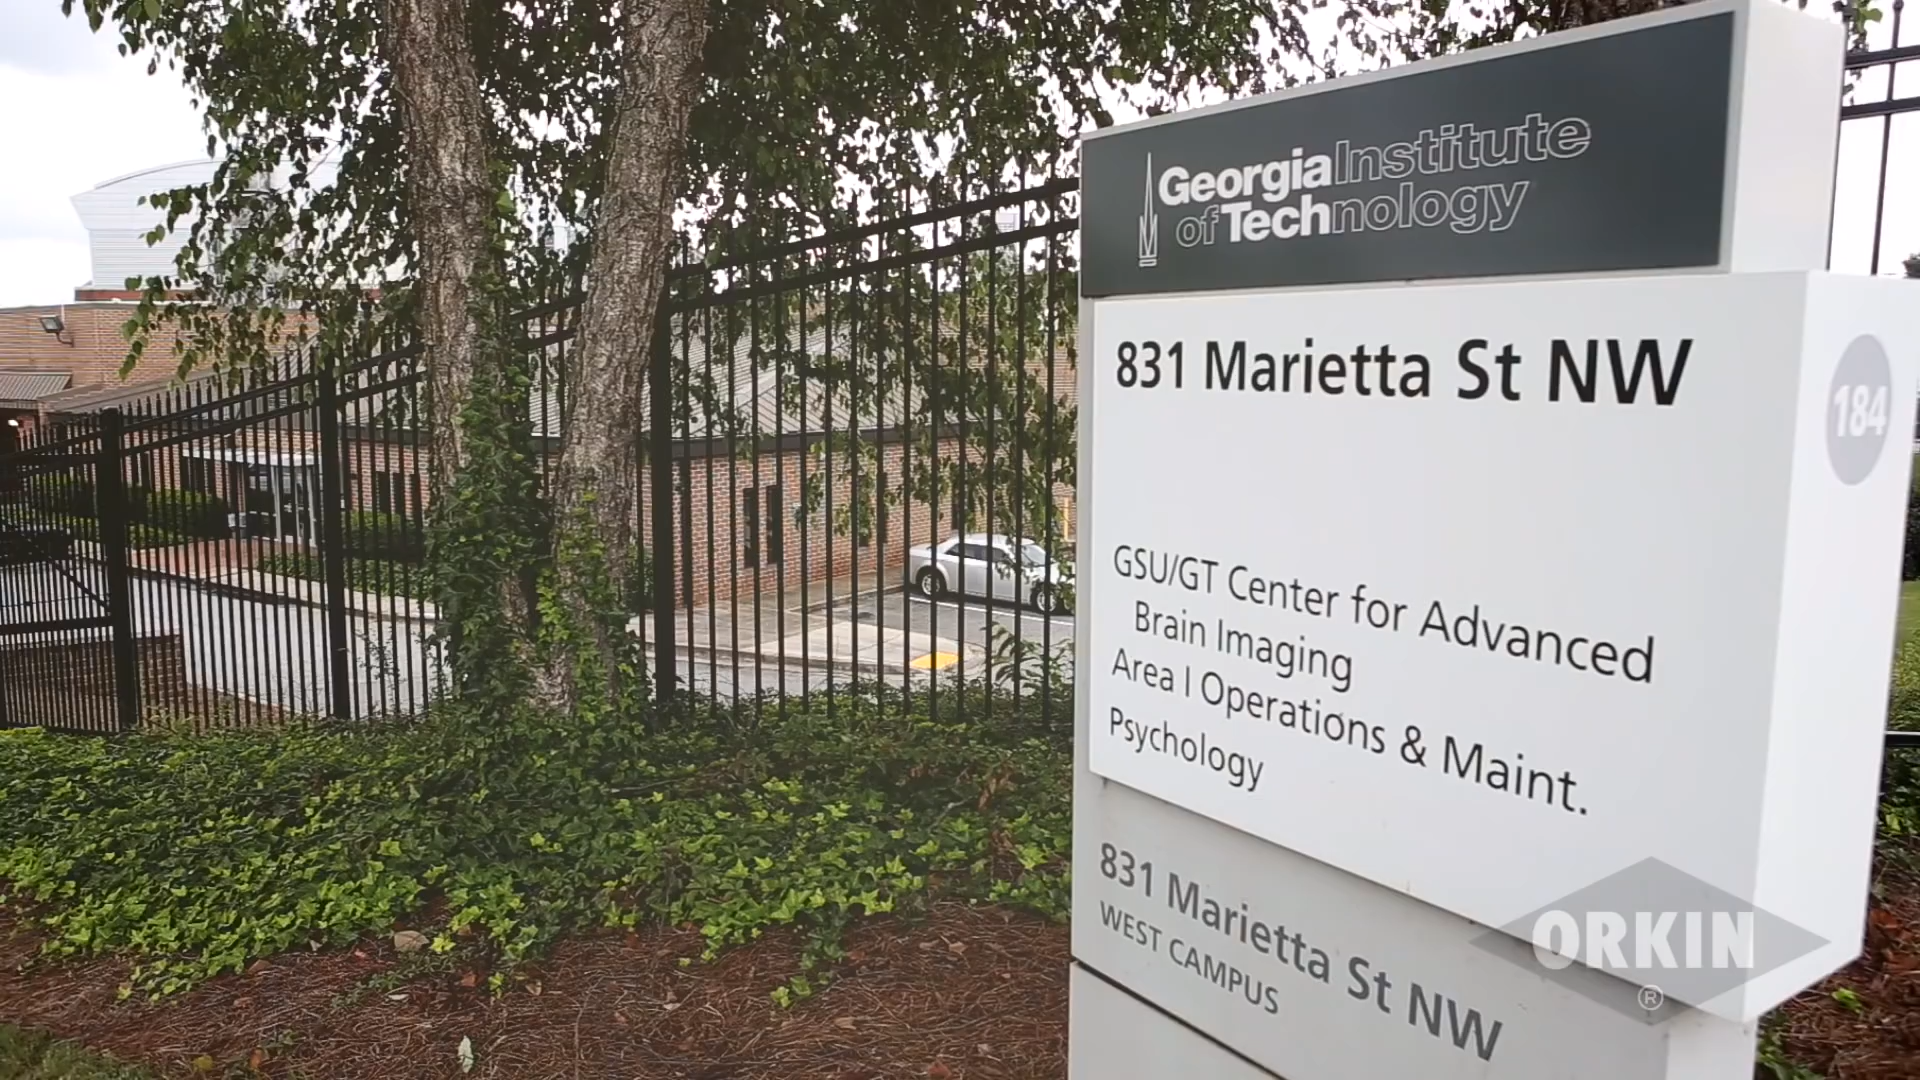 Georgia Institute
of Technology
831 Marietta St NW
184
GSU/GT Center for Advanced
Brain Imaging
Area I Operations & Maint.
Psychology
831 Marietta St NW
WEST CAMPUS
ORKIN
®